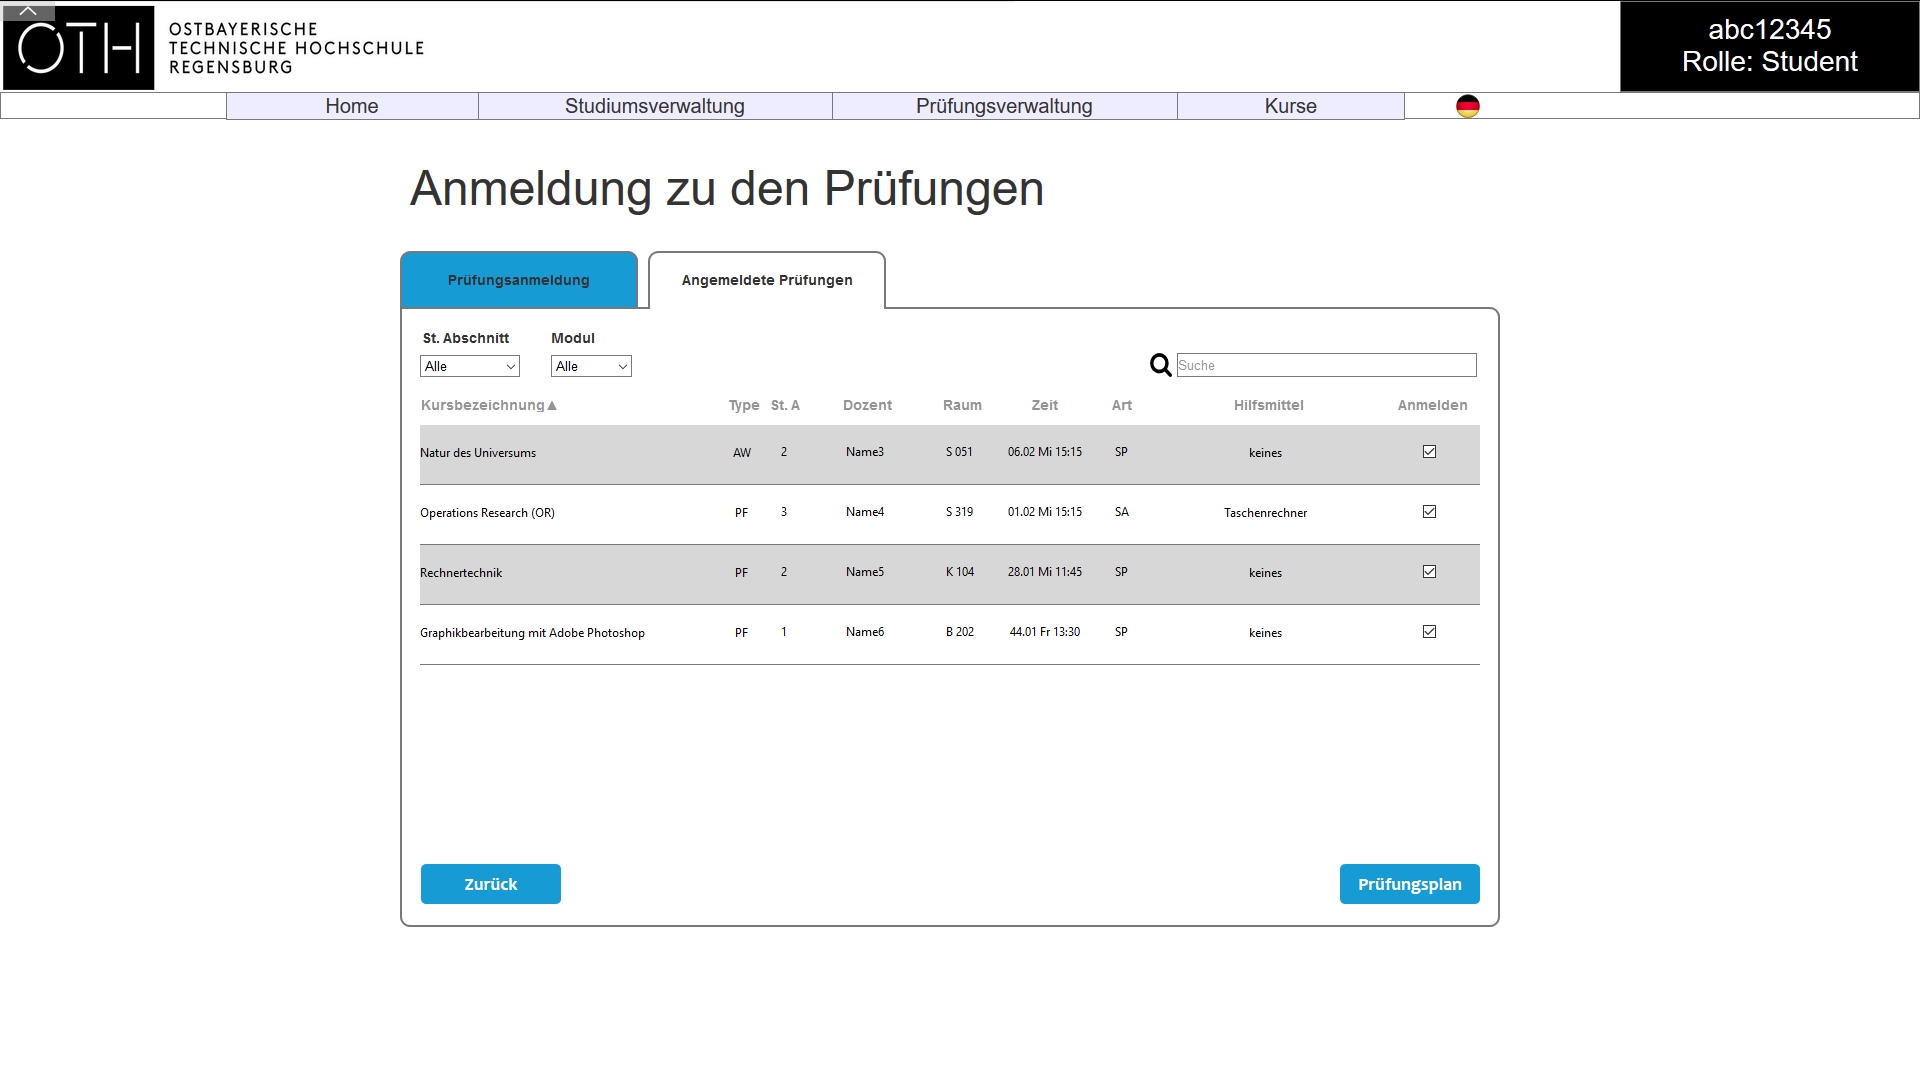 OTH
OSTBAYERISCHE
TECHNISCHE HOCHSCHULE
REGENSBURG
abc12345
Rolle: Student
Home Studiumsverwaltung Prüfungsverwaltung Kurse
Anmeldung zu den Prüfungen
Prüfungsanmeldung Angemeldete Prüfungen
St. Abschnitt Modul
Alle Alle Suche
Kursbezeichnung▲ Type St. A Dozent Raum Zeit Art Hilfsmittel Anmelden
Natur des Universums AW 2 Name3 S 051 06.02 Mi 15:15 SP keines
Operations Research (OR) PF 3 Name4 S 319 01.02 Mi 15:15 SA Taschenrechner
Rechnertechnik PF 2 Name5 K 104 28.01 Mi 11:45 SP keines
Graphikbearbeitung mit Adobe Photoshop PF 1 Name6 B 202 44.01 Fr 13:30 SP keines
Zurück Prüfungsplan